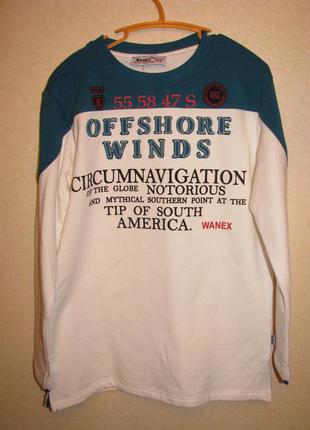 WANEX
55 58 47 S
OFFSHORE
WINDS
CIRCUMNAVIGATION
OF THE GLOBE NOTORIOUS
AND MYTHICAL SOUTHERN POINT AT THE
TIP OF SOUTH
AMERICA. WANEX